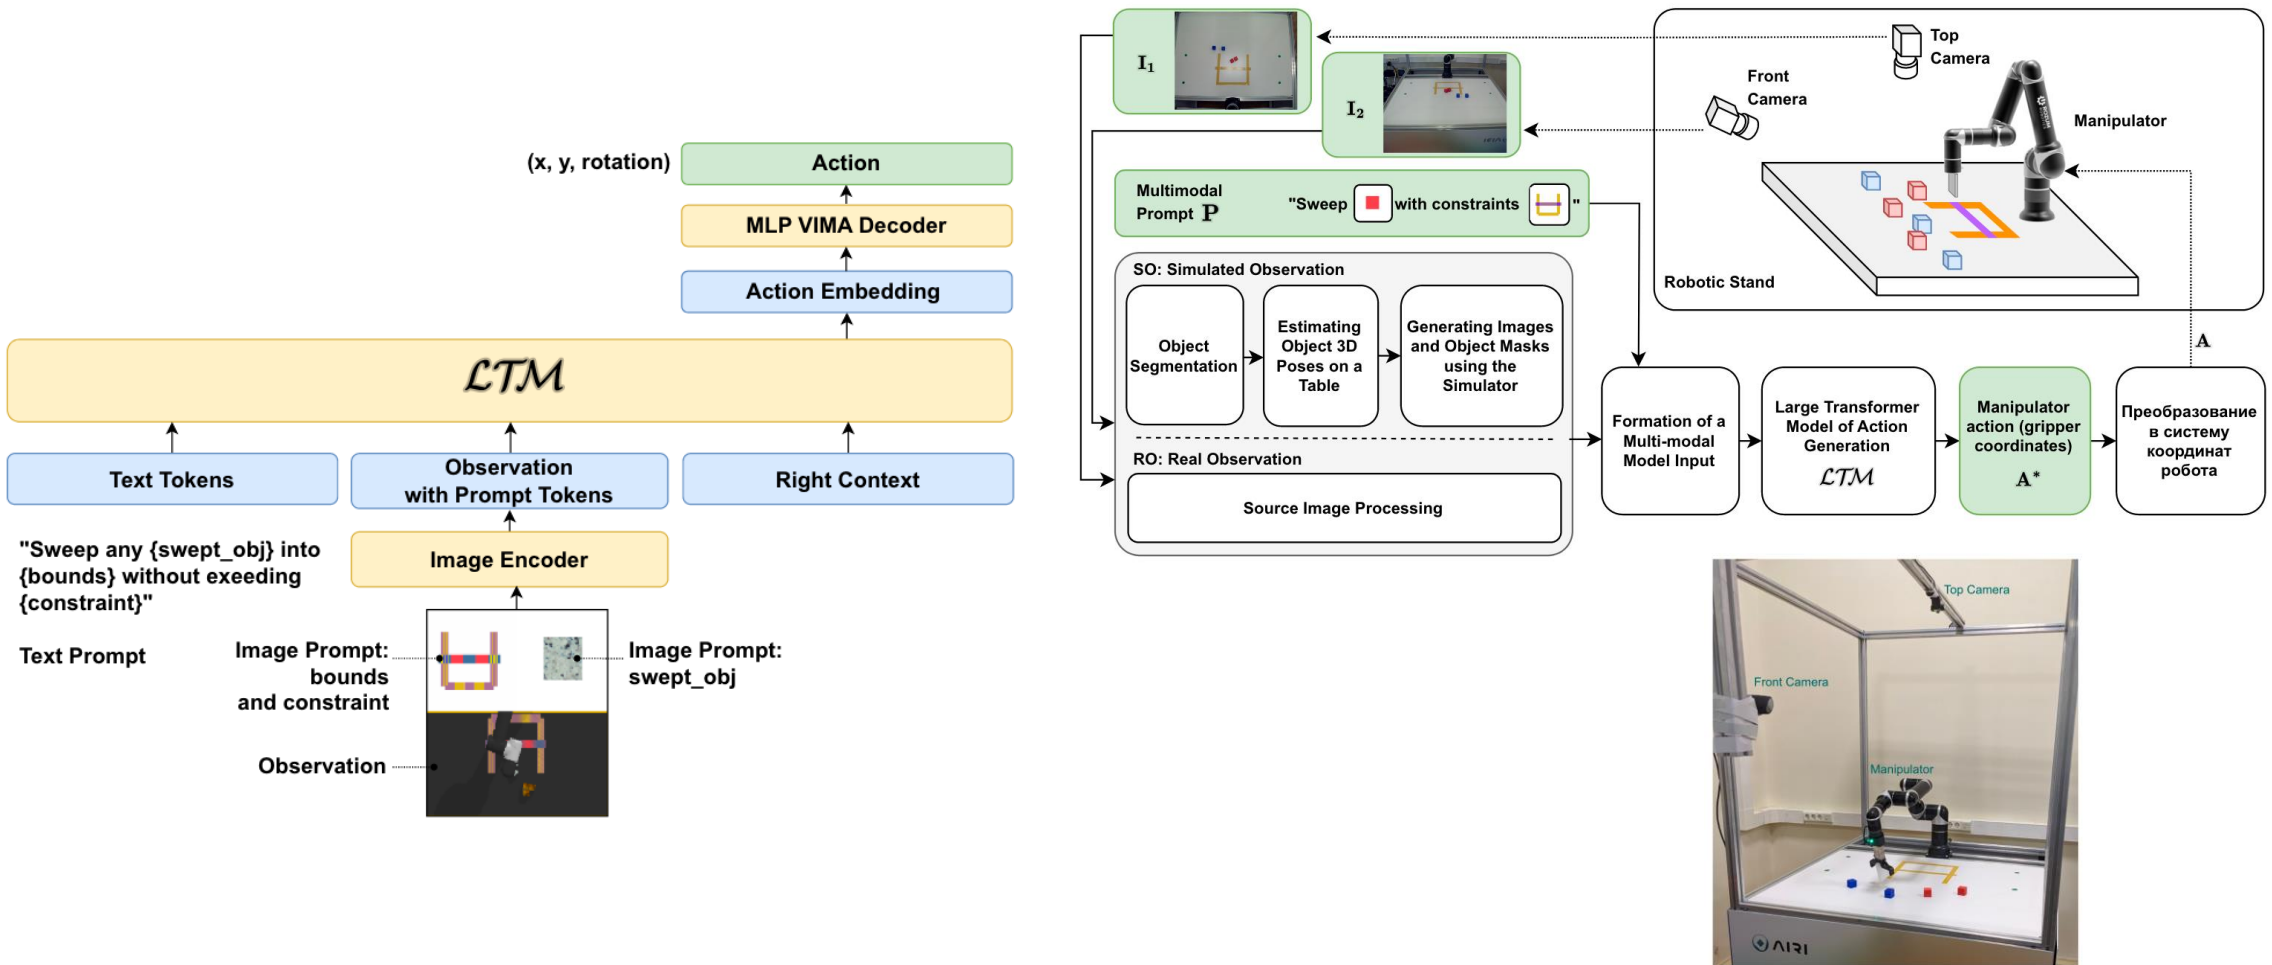 (x, y, rotation)
Action
MLP VIMA Decoder
Action Embedding
LTM
Text Tokens
Observation
with Prompt Tokens
Right Context
"Sweep any {swept_obj} into
{bounds} without exeeding
{constraint}"
Text Prompt
Image Encoder
Image Prompt:
bounds
and constraint
Image Prompt:
swept_obj
Observation
I1
I2
Top
Camera
Front
Camera
Manipulator
Robotic Stand
Multimodal
Prompt P
"Sweep with constraints "
SO: Simulated Observation
Object
Segmentation
Estimating
Object 3D
Poses on a
Table
Generating Images
and Object Masks
using the
Simulator
RO: Real Observation
Source Image Processing
Formation of a
Multi-modal
Model Input
Large Transformer
Model of Action
Generation
LTM
Manipulator
action (gripper
coordinates)
A*
Преобразование
в систему
координат
робота
A
Top Camera
Front Camera
Manipulator
AIRI